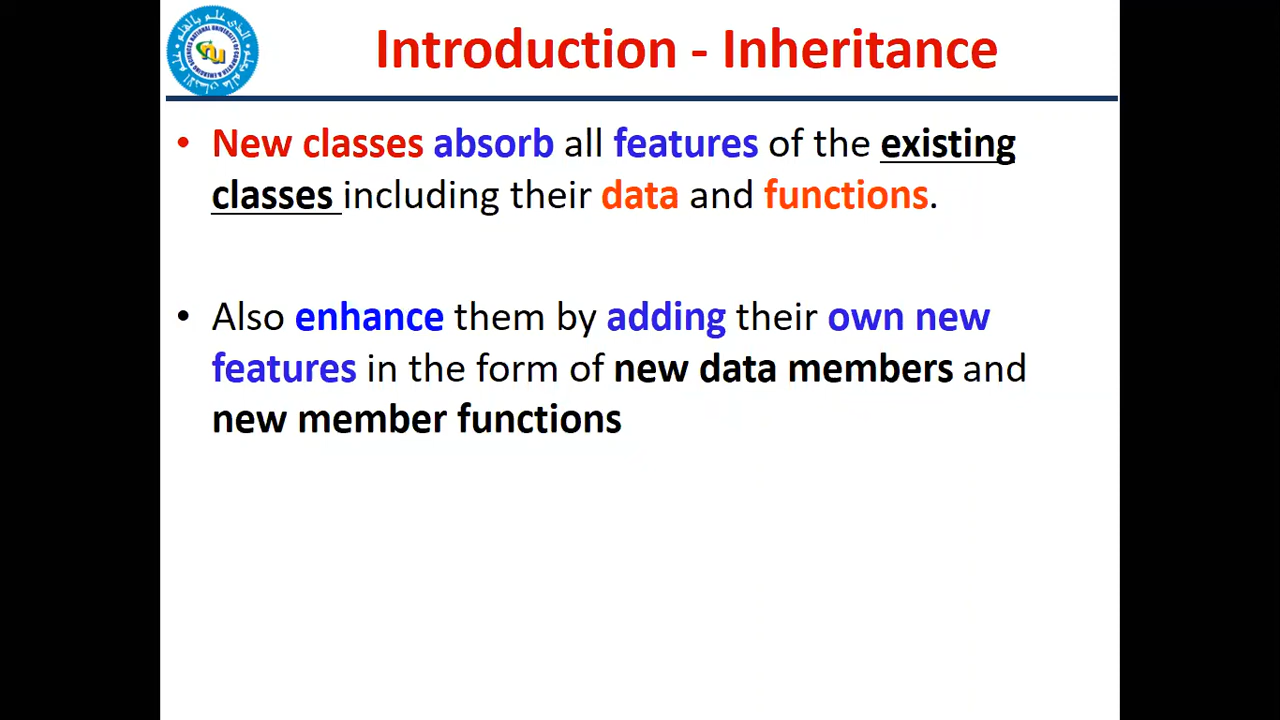 Introduction - Inheritance
• New classes absorb all features of the existing
classes including their data and functions.
• Also enhance them by adding their own new
features in the form of new data members and
new member functions